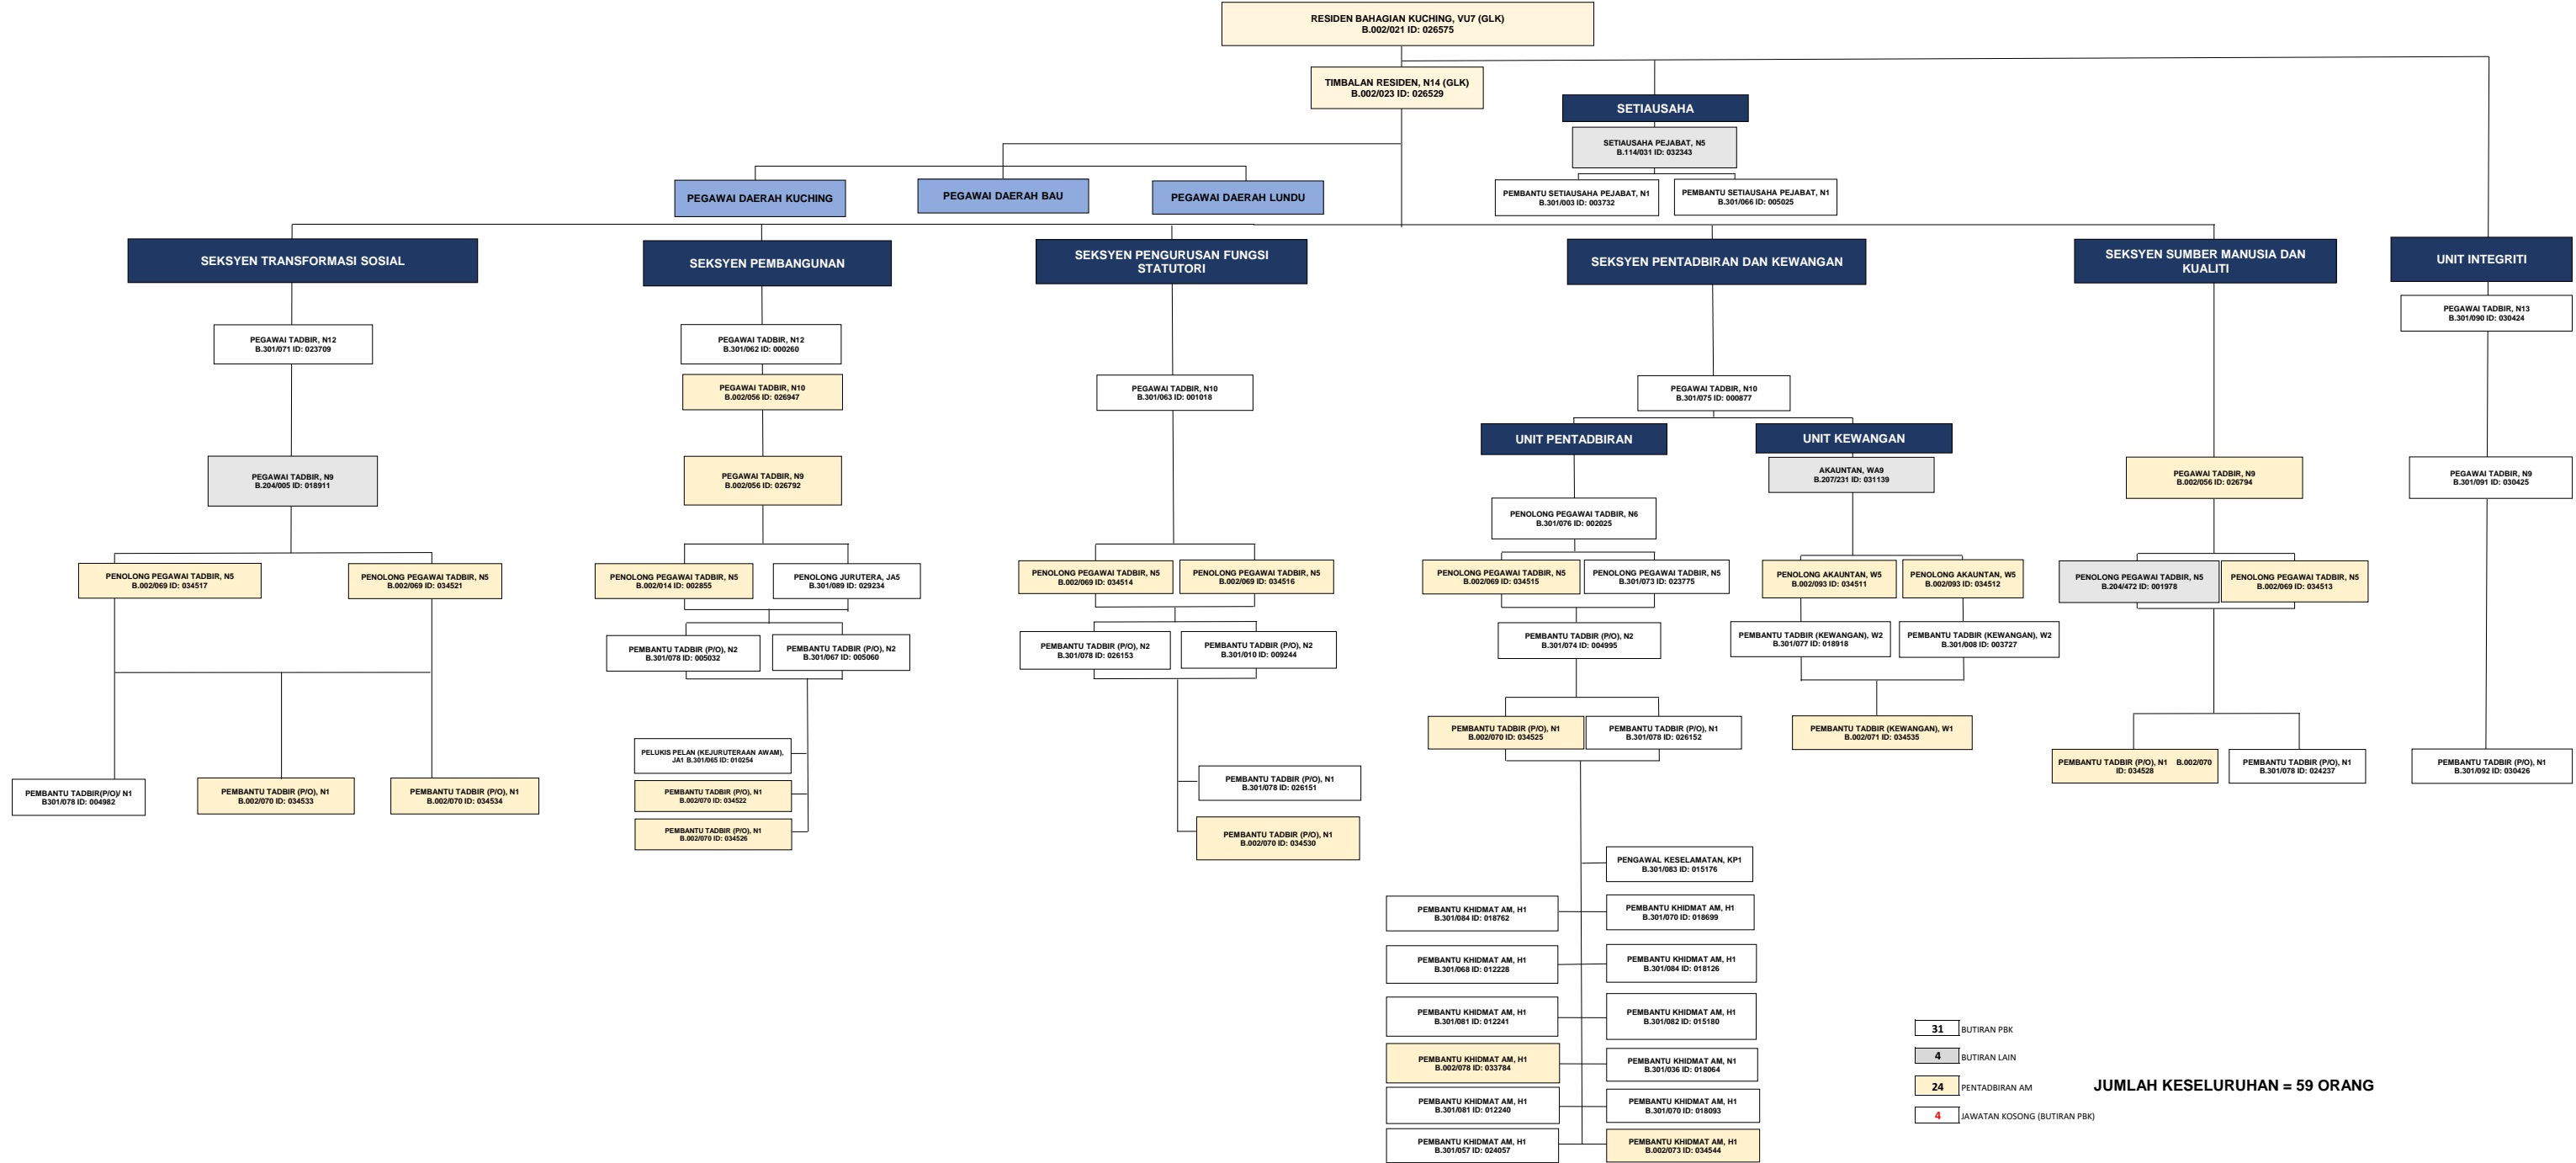 RESIDEN BAHAGIAN KUCHING, VU7 (GLK)
B.002/021 ID: 026575
TIMBALAN RESIDEN, N14 (GLK)
B.002/023 ID: 026529
SETIAUSAHA
SETIAUSAHA PEJABAT, N5
B.114/031 ID: 032343
PEMBANTU SETIAUSAHA PEJABAT, N1
B.301/003 ID: 003732
PEMBANTU SETIAUSAHA PEJABAT, N1
B.301/066 ID: 005025
PEGAWAI DAERAH KUCHING
PEGAWAI DAERAH BAU
PEGAWAI DAERAH LUNDU
SEKSYEN TRANSFORMASI SOSIAL
PEGAWAI TADBIR, N12
B.301/071 ID: 023709
PEGAWAI TADBIR, N9
B.204/005 ID: 018911
PENOLONG PEGAWAI TADBIR, N5
B.002/069 ID: 034517
PENOLONG PEGAWAI TADBIR, N5
B.002/069 ID: 034521
PEMBANTU TADBIR(P/O)/ N1
B301/078 ID: 004982
PEMBANTU TADBIR (P/O), N1
B.002/070 ID: 034533
PEMBANTU TADBIR (P/O), N1
B.002/070 ID: 034534
SEKSYEN PEMBANGUNAN
PEGAWAI TADBIR, N12
B.301/062 ID: 000260
PEGAWAI TADBIR, N10
B.002/056 ID: 026947
PEGAWAI TADBIR, N9
B.002/056 ID: 026792
PENOLONG PEGAWAI TADBIR, N5
B.002/014 ID: 002855
PENOLONG JURUTERA, JA5
B.301/089 ID: 029234
PEMBANTU TADBIR (P/O), N2
B.301/078 ID: 005032
PEMBANTU TADBIR (P/O), N2
B.301/067 ID: 005060
PELUKIS PELAN (KEJURUTERAAN AWAM),
JA1 B.301/065 ID: 010254
PEMBANTU TADBIR (P/O), N1
B.002/070 ID: 034522
PEMBANTU TADBIR (P/O), N1
B.002/070 ID: 034526
SEKSYEN PENGURUSAN FUNGSI
STATUTORI
PEGAWAI TADBIR, N10
B.301/063 ID: 001018
PENOLONG PEGAWAI TADBIR, N5
B.002/069 ID: 034514
PENOLONG PEGAWAI TADBIR, N5
B.002/069 ID: 034516
PEMBANTU TADBIR (P/O), N2
B.301/078 ID: 026153
PEMBANTU TADBIR (P/O), N2
B.301/010 ID: 009244
PEMBANTU TADBIR (P/O), N1
B.301/078 ID: 026151
PEMBANTU TADBIR (P/O), N1
B.002/070 ID: 034530
SEKSYEN PENTADBIRAN DAN KEWANGAN
PEGAWAI TADBIR, N10
B.301/075 ID: 000877
UNIT PENTADBIRAN
PENOLONG PEGAWAI TADBIR, N6
B.301/076 ID: 002025
PENOLONG PEGAWAI TADBIR, N5
B.002/069 ID: 034515
PENOLONG PEGAWAI TADBIR, N5
B.301/073 ID: 023775
PEMBANTU TADBIR (P/O), N2
B.301/074 ID: 004995
PEMBANTU TADBIR (P/O), N1
B.002/070 ID: 034525
PEMBANTU TADBIR (P/O), N1
B.301/078 ID: 026152
PENGAWAL KESELAMATAN, KP1
B.301/083 ID: 015176
PEMBANTU KHIDMAT AM, H1
B.301/084 ID: 018762
PEMBANTU KHIDMAT AM, H1
B.301/070 ID: 018699
PEMBANTU KHIDMAT AM, H1
B.301/068 ID: 012228
PEMBANTU KHIDMAT AM, H1
B.301/084 ID: 018126
PEMBANTU KHIDMAT AM, H1
B.301/081 ID: 012241
PEMBANTU KHIDMAT AM, H1
B.301/082 ID: 015180
PEMBANTU KHIDMAT AM, H1
B.002/078 ID: 033784
PEMBANTU KHIDMAT AM, N1
B.301/036 ID: 018064
PEMBANTU KHIDMAT AM, H1
B.301/081 ID: 012240
PEMBANTU KHIDMAT AM, H1
B.301/070 ID: 018093
PEMBANTU KHIDMAT AM, H1
B.301/057 ID: 024057
PEMBANTU KHIDMAT AM, H1
B.002/073 ID: 034544
UNIT KEWANGAN
AKAUNTAN, WA9
B.207/231 ID: 031139
PENOLONG AKAUNTAN, W5
B.002/093 ID: 034511
PENOLONG AKAUNTAN, W5
B.002/093 ID: 034512
PEMBANTU TADBIR (KEWANGAN), W2
B.301/077 ID: 018918
PEMBANTU TADBIR (KEWANGAN), W2
B.301/008 ID: 003727
PEMBANTU TADBIR (KEWANGAN), W1
B.002/071 ID: 034535
SEKSYEN SUMBER MANUSIA DAN
KUALITI
PEGAWAI TADBIR, N9
B.002/056 ID: 026794
PENOLONG PEGAWAI TADBIR, N5
B.204/472 ID: 001978
PENOLONG PEGAWAI TADBIR, N5
B.002/069 ID: 034513
PEMBANTU TADBIR (P/O), N1 B.002/070
ID: 034528
PEMBANTU TADBIR (P/O), N1
B.301/078 ID: 024237
UNIT INTEGRITI
PEGAWAI TADBIR, N13
B.301/090 ID: 030424
PEGAWAI TADBIR, N9
B.301/091 ID: 030425
PEMBANTU TADBIR (P/O), N1
B.301/092 ID: 030426
31 BUTIRAN PBK
4 BUTIRAN LAIN
24 PENTADBIRAN AM
4 JAWATAN KOSONG (BUTIRAN PBK)
JUMLAH KESELURUHAN = 59 ORANG